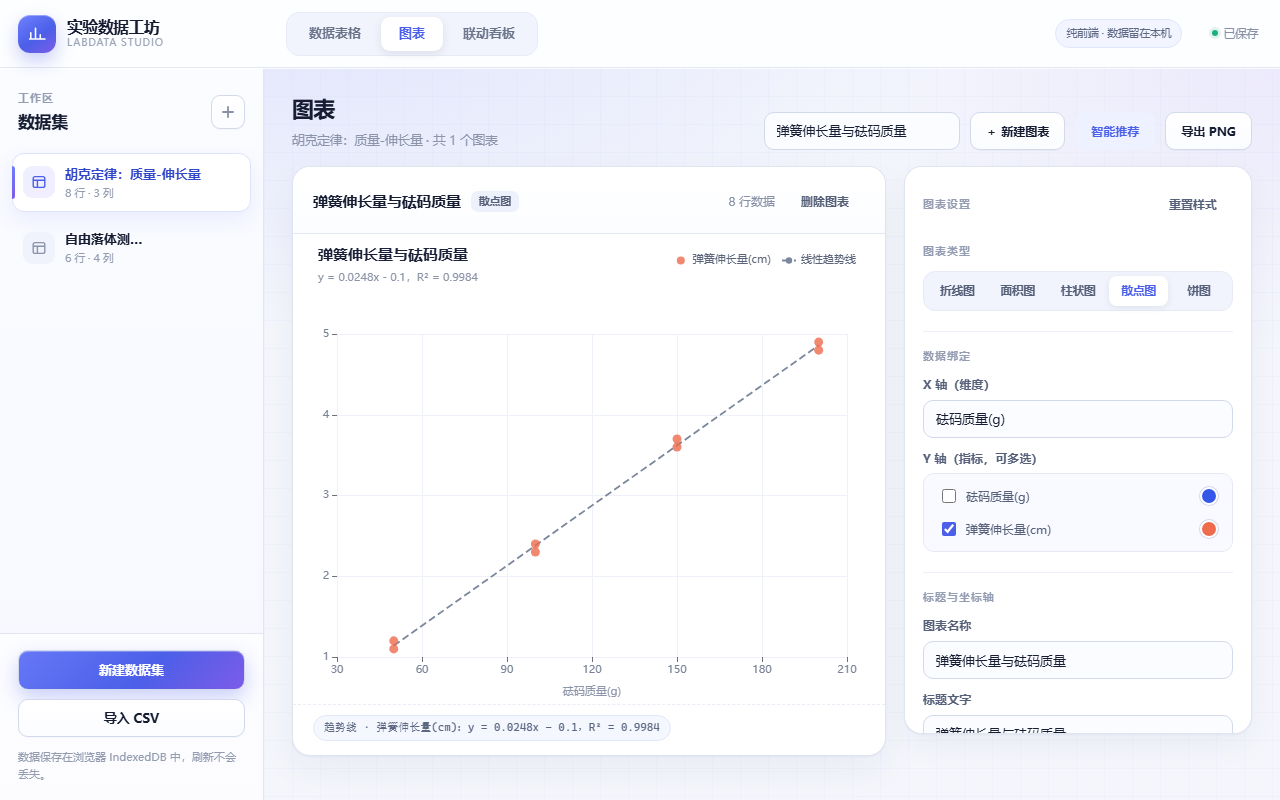 实验数据工坊
LABDATA STUDIO
数据表格
图表
联动看板
纯前端 · 数据留在本机
已保存
工作区
数据集
胡克定律：质量-伸长量
8 行 · 3 列
自由落体测...
6 行 · 4 列
新建数据集
导入 CSV
数据保存在浏览器 IndexedDB 中，刷新不会
丢失。
图表
胡克定律：质量-伸长量 · 共 1 个图表
弹簧伸长量与砝码质量
+ 新建图表
智能推荐
导出 PNG
弹簧伸长量与砝码质量
散点图
8 行数据
删除图表
弹簧伸长量与砝码质量
y = 0.0248x - 0.1，R² = 0.9984
弹簧伸长量(cm)
线性趋势线
5
4
3
2
1
30
60
90
120
150
180
210
砝码质量(g)
趋势线 · 弹簧伸长量(cm): y = 0.0248x − 0.1，R² = 0.9984
图表设置
重置样式
图表类型
折线图
面积图
柱状图
散点图
饼图
数据绑定
X 轴（维度）
砝码质量(g)
Y 轴（指标，可多选）
砝码质量(g)
弹簧伸长量(cm)
标题与坐标轴
图表名称
弹簧伸长量与砝码质量
标题文字
弹簧伸长量与砝码质量